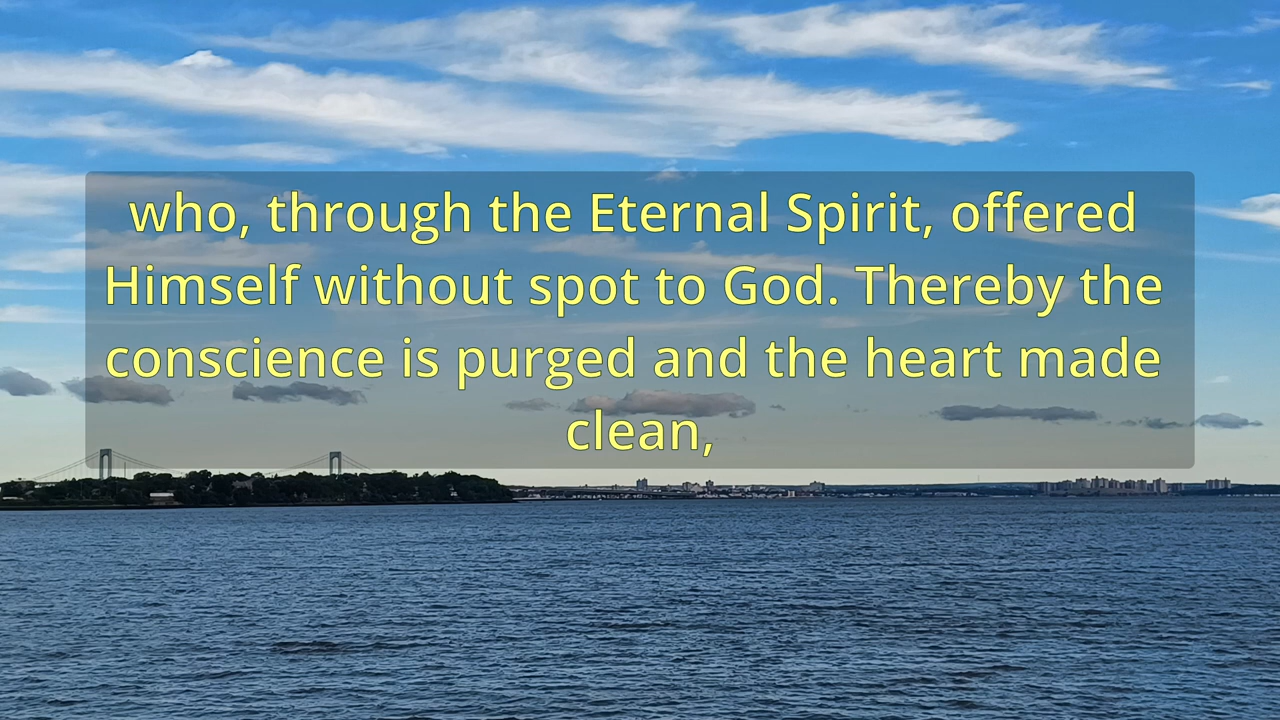 who, through the Eternal Spirit, offered
Himself without spot to God. Thereby the
conscience is purged and the heart made
clean,